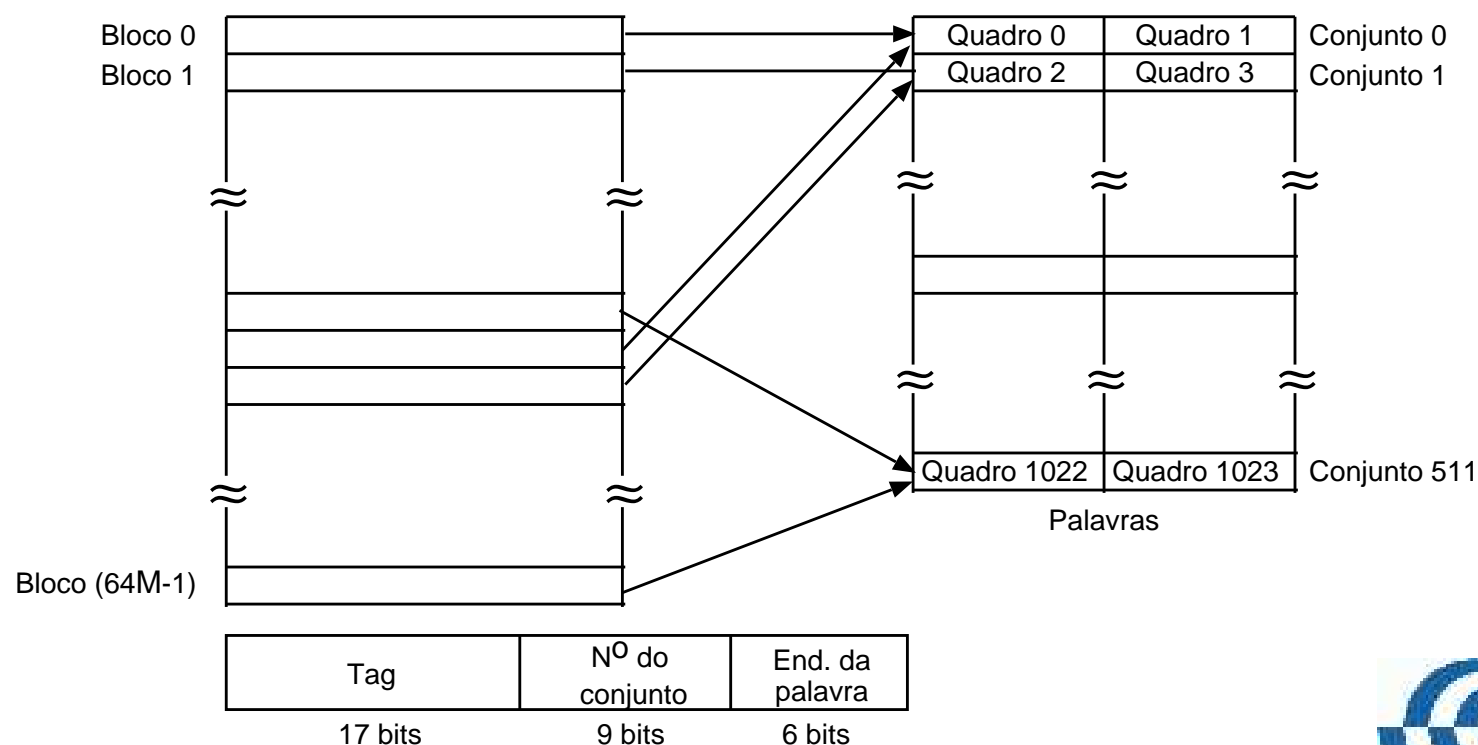 Bloco 0
Quadro 0 Quadro 1 Conjunto 0
Bloco 1
Quadro 2 Quadro 3 Conjunto 1
Quadro 1022 Quadro 1023 Conjunto 511
Palavras
Bloco (64M-1)
Tag
Nº do
conjunto
End. da
palavra
17 bits 9 bits 6 bits